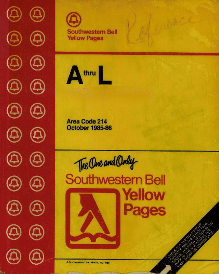 Southwestern Bell
Yellow Pages
Reference
A thru L
Area Code 214
October 1985-86
The One and Only
Southwestern Bell
Yellow
Pages